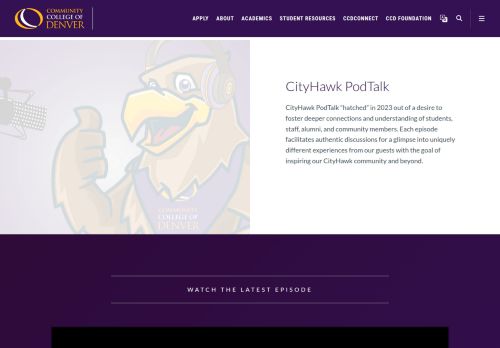 COMMUNITY
COLLEGE OF
DENVER
APPLY ABOUT ACADEMICS STUDENT RESOURCES CCDCONNECT CCD FOUNDATION
CityHawk PodTalk
CityHawk PodTalk "hatched" in 2023 out of a desire to
foster deeper connections and understanding of students,
staff, alumni, and community members. Each episode
facilitates authentic discussions for a glimpse into uniquely
different experiences from our guests with the goal of
inspiring our CityHawk community and beyond.
COMMUNITY
COLLEGE OF
DENVER
WATCH THE LATEST EPISODE